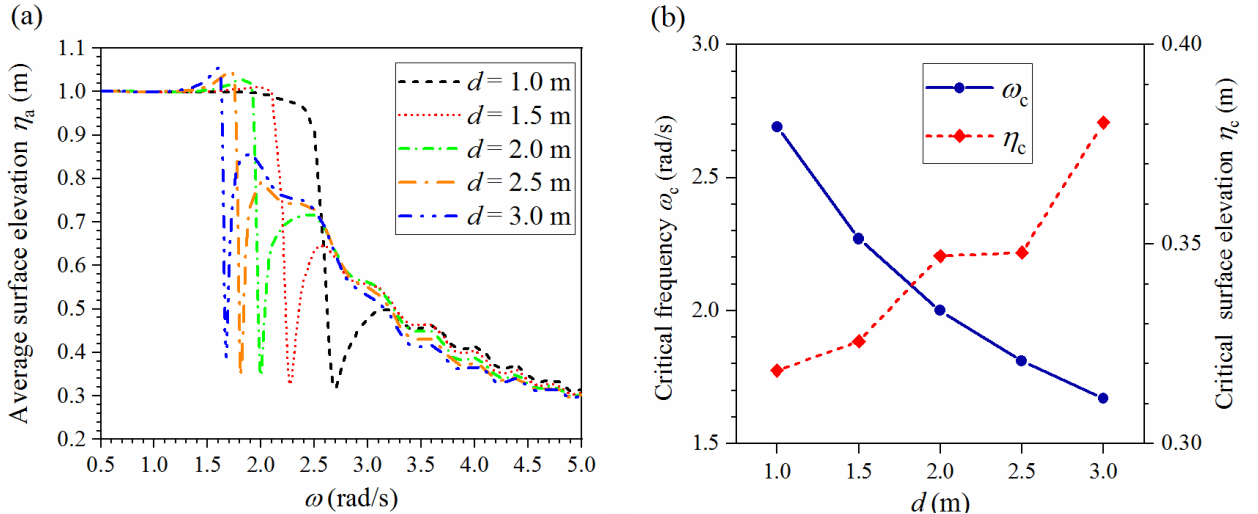 (a)
Average surface elevation ηa (m)
1.1
1.0
0.9
0.8
0.7
0.6
0.5
0.4
0.3
0.2
d = 1.0 m
d = 1.5 m
d = 2.0 m
d = 2.5 m
d = 3.0 m
0.5 1.0 1.5 2.0 2.5 3.0 3.5 4.0 4.5 5.0
ω (rad/s)
(b)
Critical frequency ωc (rad/s)
3.0
2.5
2.0
1.5
ωc
ηc
0.40
0.35
0.30
Critical surface elevation ηc (m)
1.0 1.5 2.0 2.5 3.0
d (m)